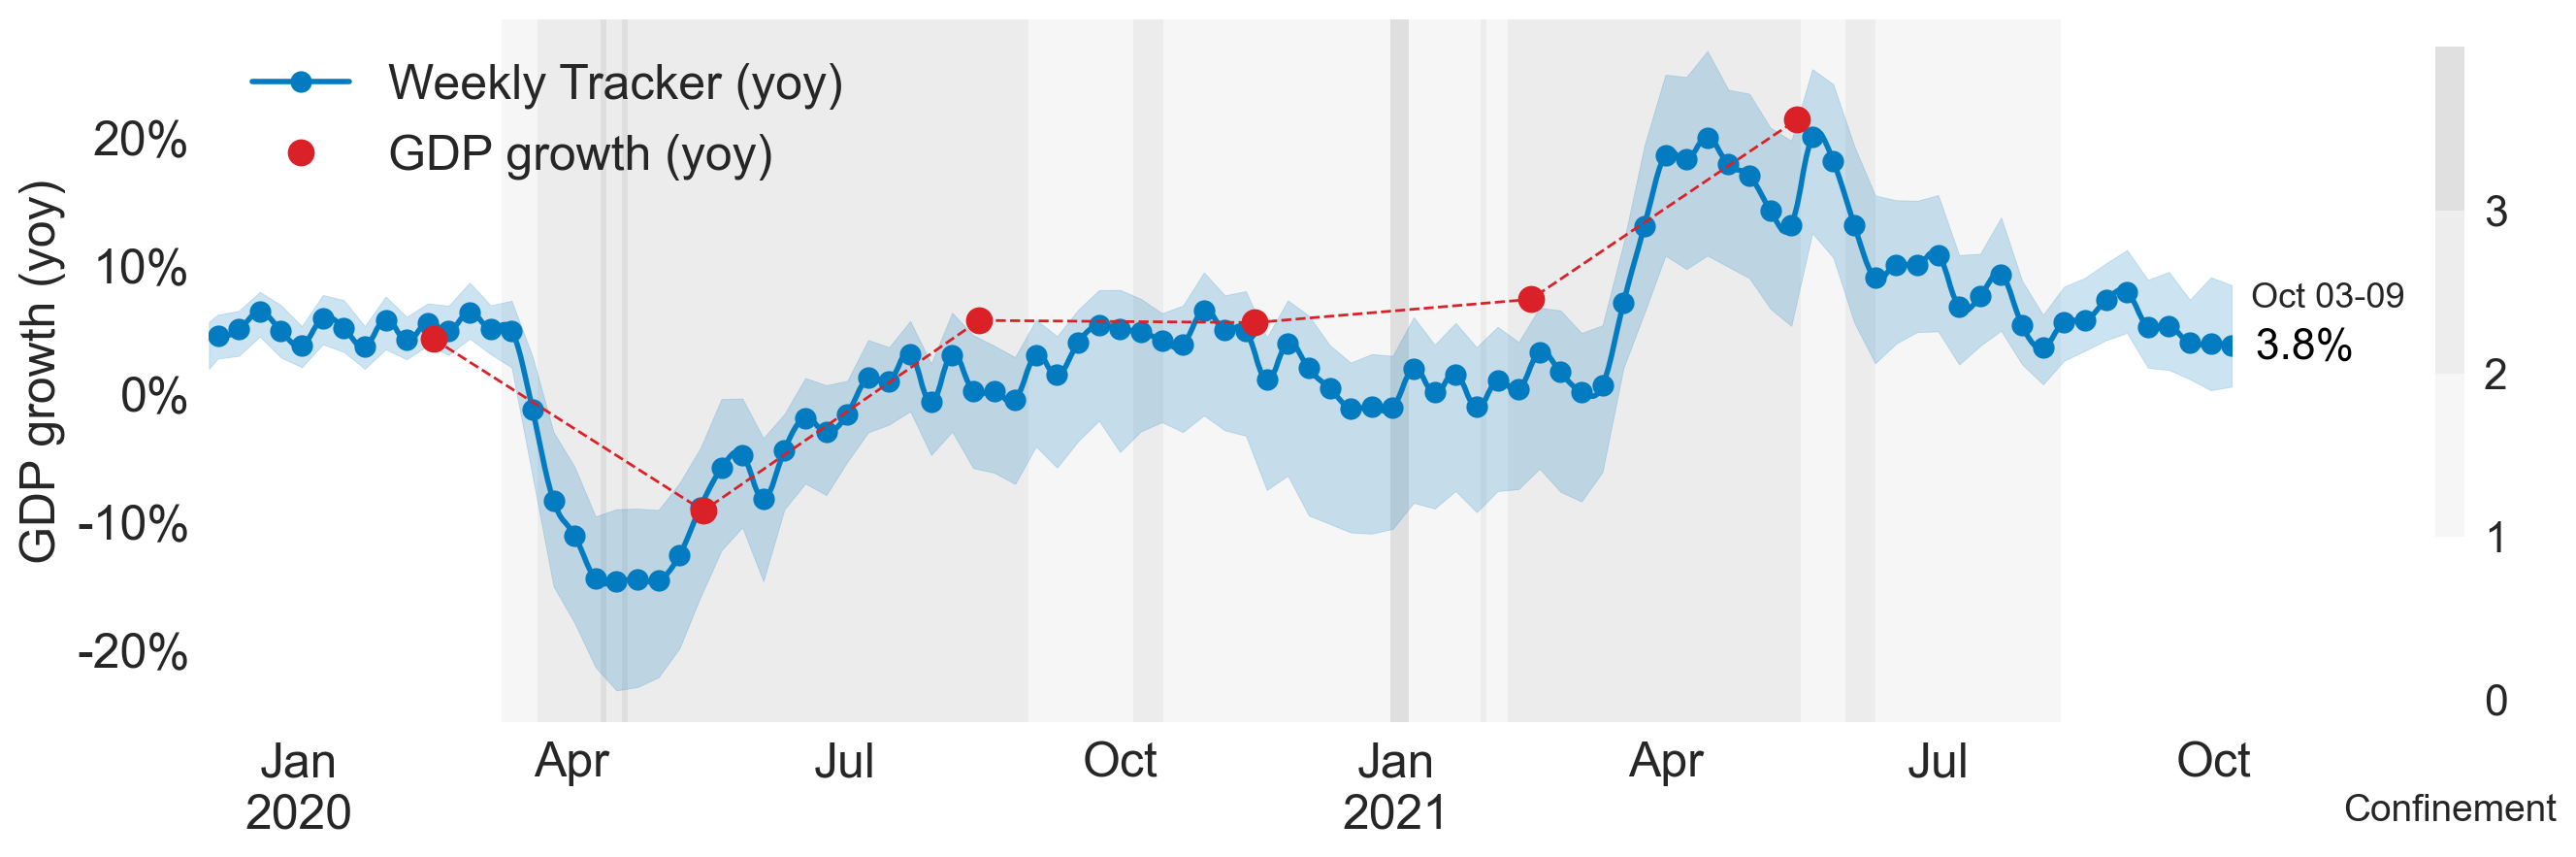 Weekly Tracker (yoy)
GDP growth (yoy)
GDP growth (yoy)
20%
10%
0%
-10%
-20%
Oct 03-09
3.8%
3
2
1
0
Jan Apr Jul Oct Jan Apr Jul Oct
2020 2021
Confinement